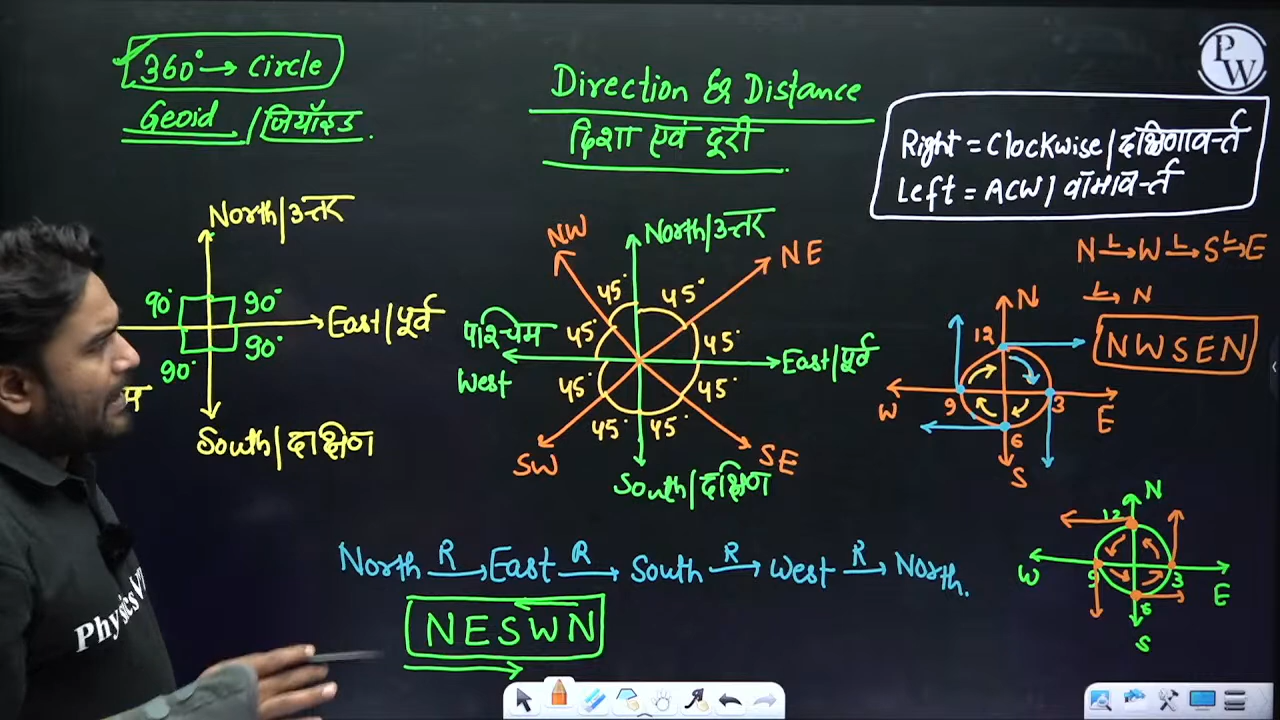 360° → Circle
Geoid / जियॉइड .
Direction & Distance
दिशा एवं दूरी
PW
Right = Clockwise / दक्षिणावर्त
Left = ACW / वामावर्त
North / उत्तर
90° 90°
East / पूर्व
90° 90°
South / दक्षिण
North / उत्तर
NW NE
45° 45°
45° 45°
पश्चिम
West
East / पूर्व
45° 45°
45° 45°
SW SE
South / दक्षिण
N L→ W L→ S L→ E
L→ N
NWSEN
N
12
W 9 3 E
6
S
N
12
W 9 3 E
6
S
North R→ East R→ South R→ West R→ North.
NESWN